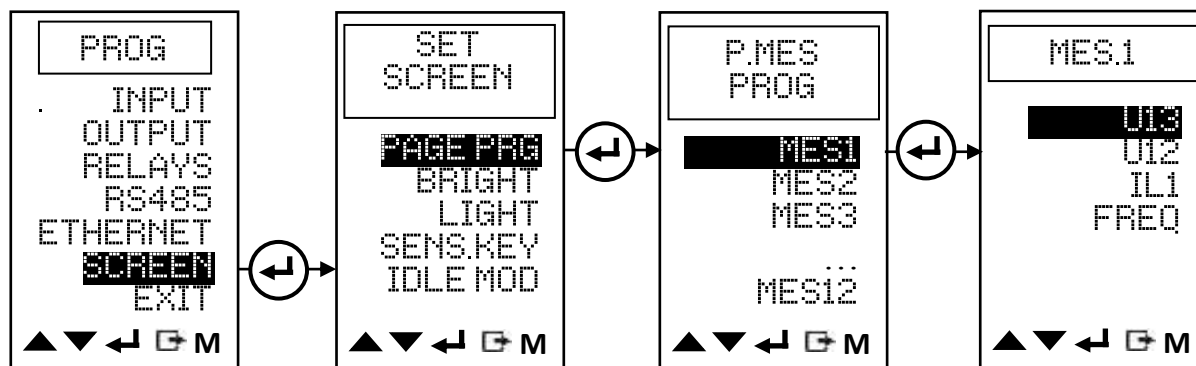 PROG
. INPUT
OUTPUT
RELAYS
RS485
ETHERNET
SCREEN
EXIT
M
SET
SCREEN
PAGE PRG
BRIGHT
LIGHT
SENS.KEY
IDLE MOD
M
P.MES
PROG
MES1
MES2
MES3
...
MES12
M
MES.1
U13
U12
IL1
FREQ
M